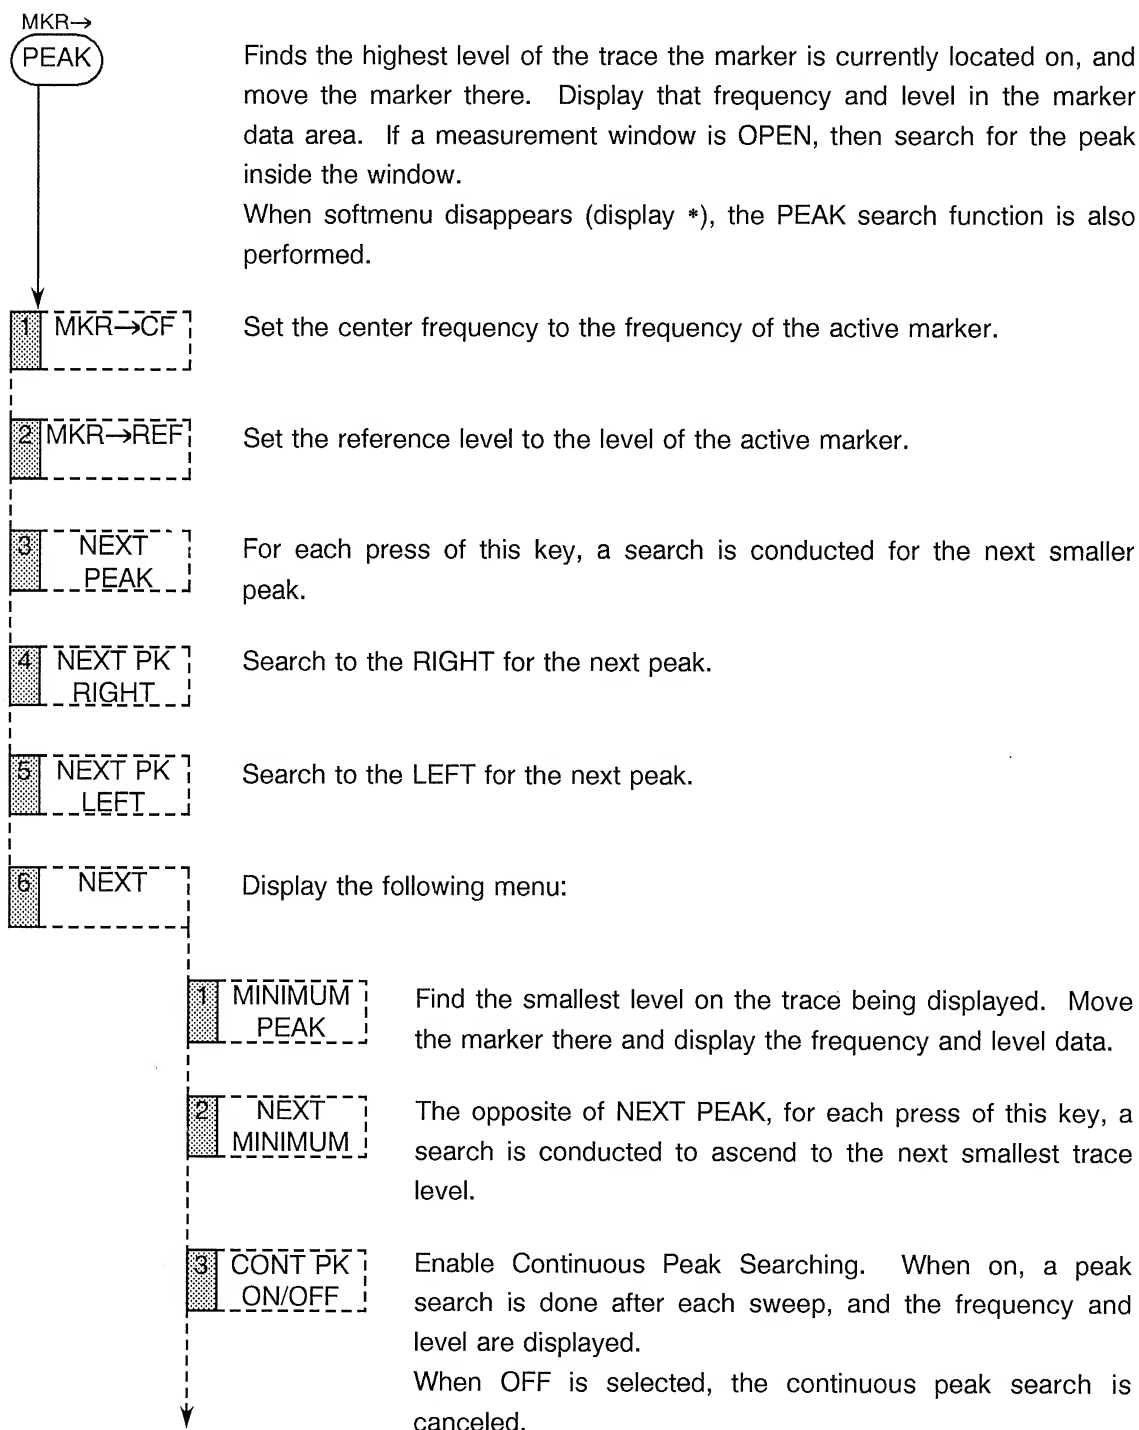 MKR→
PEAK
Finds the highest level of the trace the marker is currently located on, and
move the marker there. Display that frequency and level in the marker
data area. If a measurement window is OPEN, then search for the peak
inside the window.
When softmenu disappears (display *), the PEAK search function is also
performed.
1 MKR→CF
Set the center frequency to the frequency of the active marker.
2 MKR→REF
Set the reference level to the level of the active marker.
3 NEXT
PEAK
For each press of this key, a search is conducted for the next smaller
peak.
4 NEXT PK
RIGHT
Search to the RIGHT for the next peak.
5 NEXT PK
LEFT
Search to the LEFT for the next peak.
6 NEXT
Display the following menu:
1 MINIMUM
PEAK
Find the smallest level on the trace being displayed. Move
the marker there and display the frequency and level data.
2 NEXT
MINIMUM
The opposite of NEXT PEAK, for each press of this key, a
search is conducted to ascend to the next smallest trace
level.
3 CONT PK
ON/OFF
Enable Continuous Peak Searching. When on, a peak
search is done after each sweep, and the frequency and
level are displayed.
When OFF is selected, the continuous peak search is
canceled.